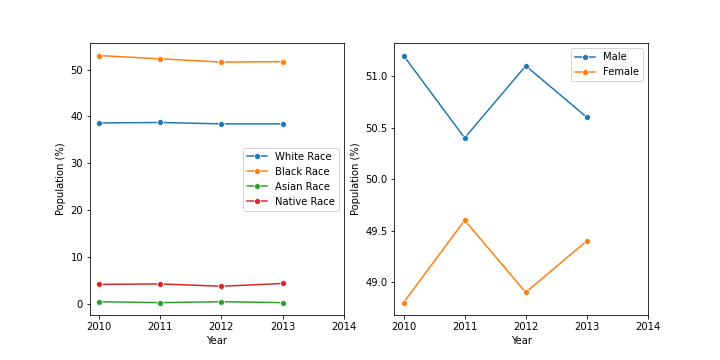 50
40
30
20
10
0
Population (%)
2010 2011 2012 2013 2014
Year
White Race
Black Race
Asian Race
Native Race
51.0
50.5
50.0
49.5
49.0
Population (%)
2010 2011 2012 2013 2014
Year
Male
Female